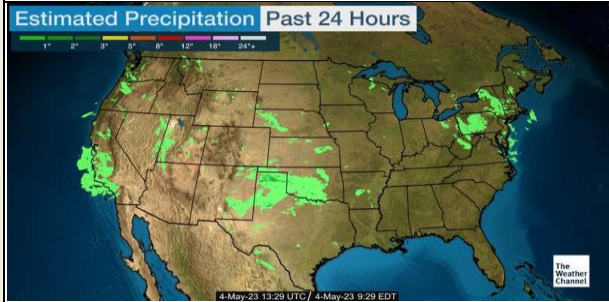 Estimated Precipitation Past 24 Hours
1" 2" 3" 5" 8" 12" 18" 24"+
The
Weather
Channel
4-May-23 13:29 UTC / 4-May-23 9:29 EDT